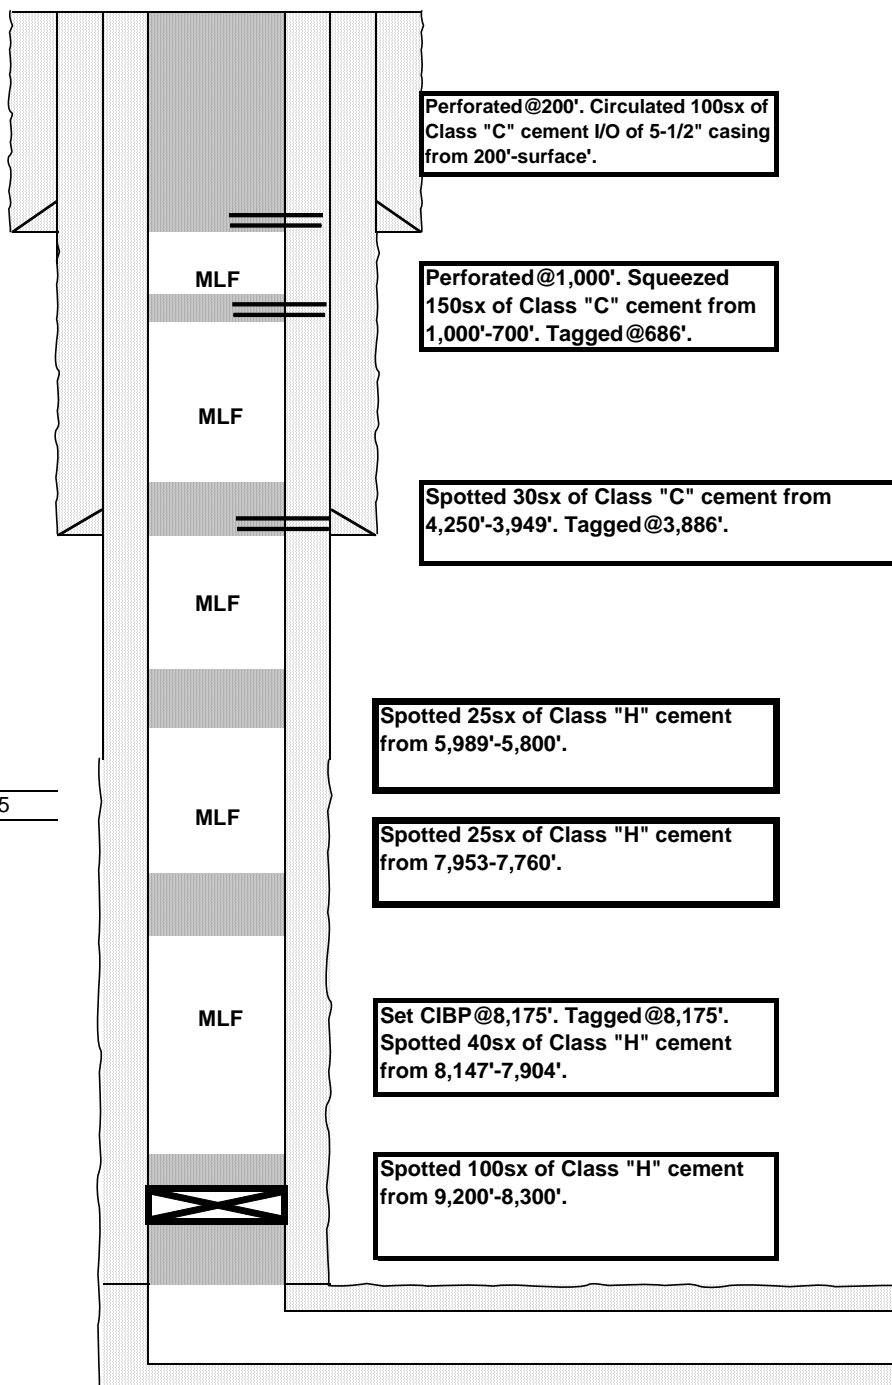 Perforated@200'. Circulated 100sx of
Class "C" cement I/O of 5-1/2" casing
from 200'-surface'.
MLF
Perforated@1,000'. Squeezed
150sx of Class "C" cement from
1,000'-700'. Tagged@686'.
MLF
Spotted 30sx of Class "C" cement from
4,250'-3,949'. Tagged@3,886'.
MLF
Spotted 25sx of Class "H" cement
from 5,989'-5,800'.
5
MLF
Spotted 25sx of Class "H" cement
from 7,953-7,760'.
MLF
Set CIBP@8,175'. Tagged@8,175'.
Spotted 40sx of Class "H" cement
from 8,147'-7,904'.
Spotted 100sx of Class "H" cement
from 9,200'-8,300'.